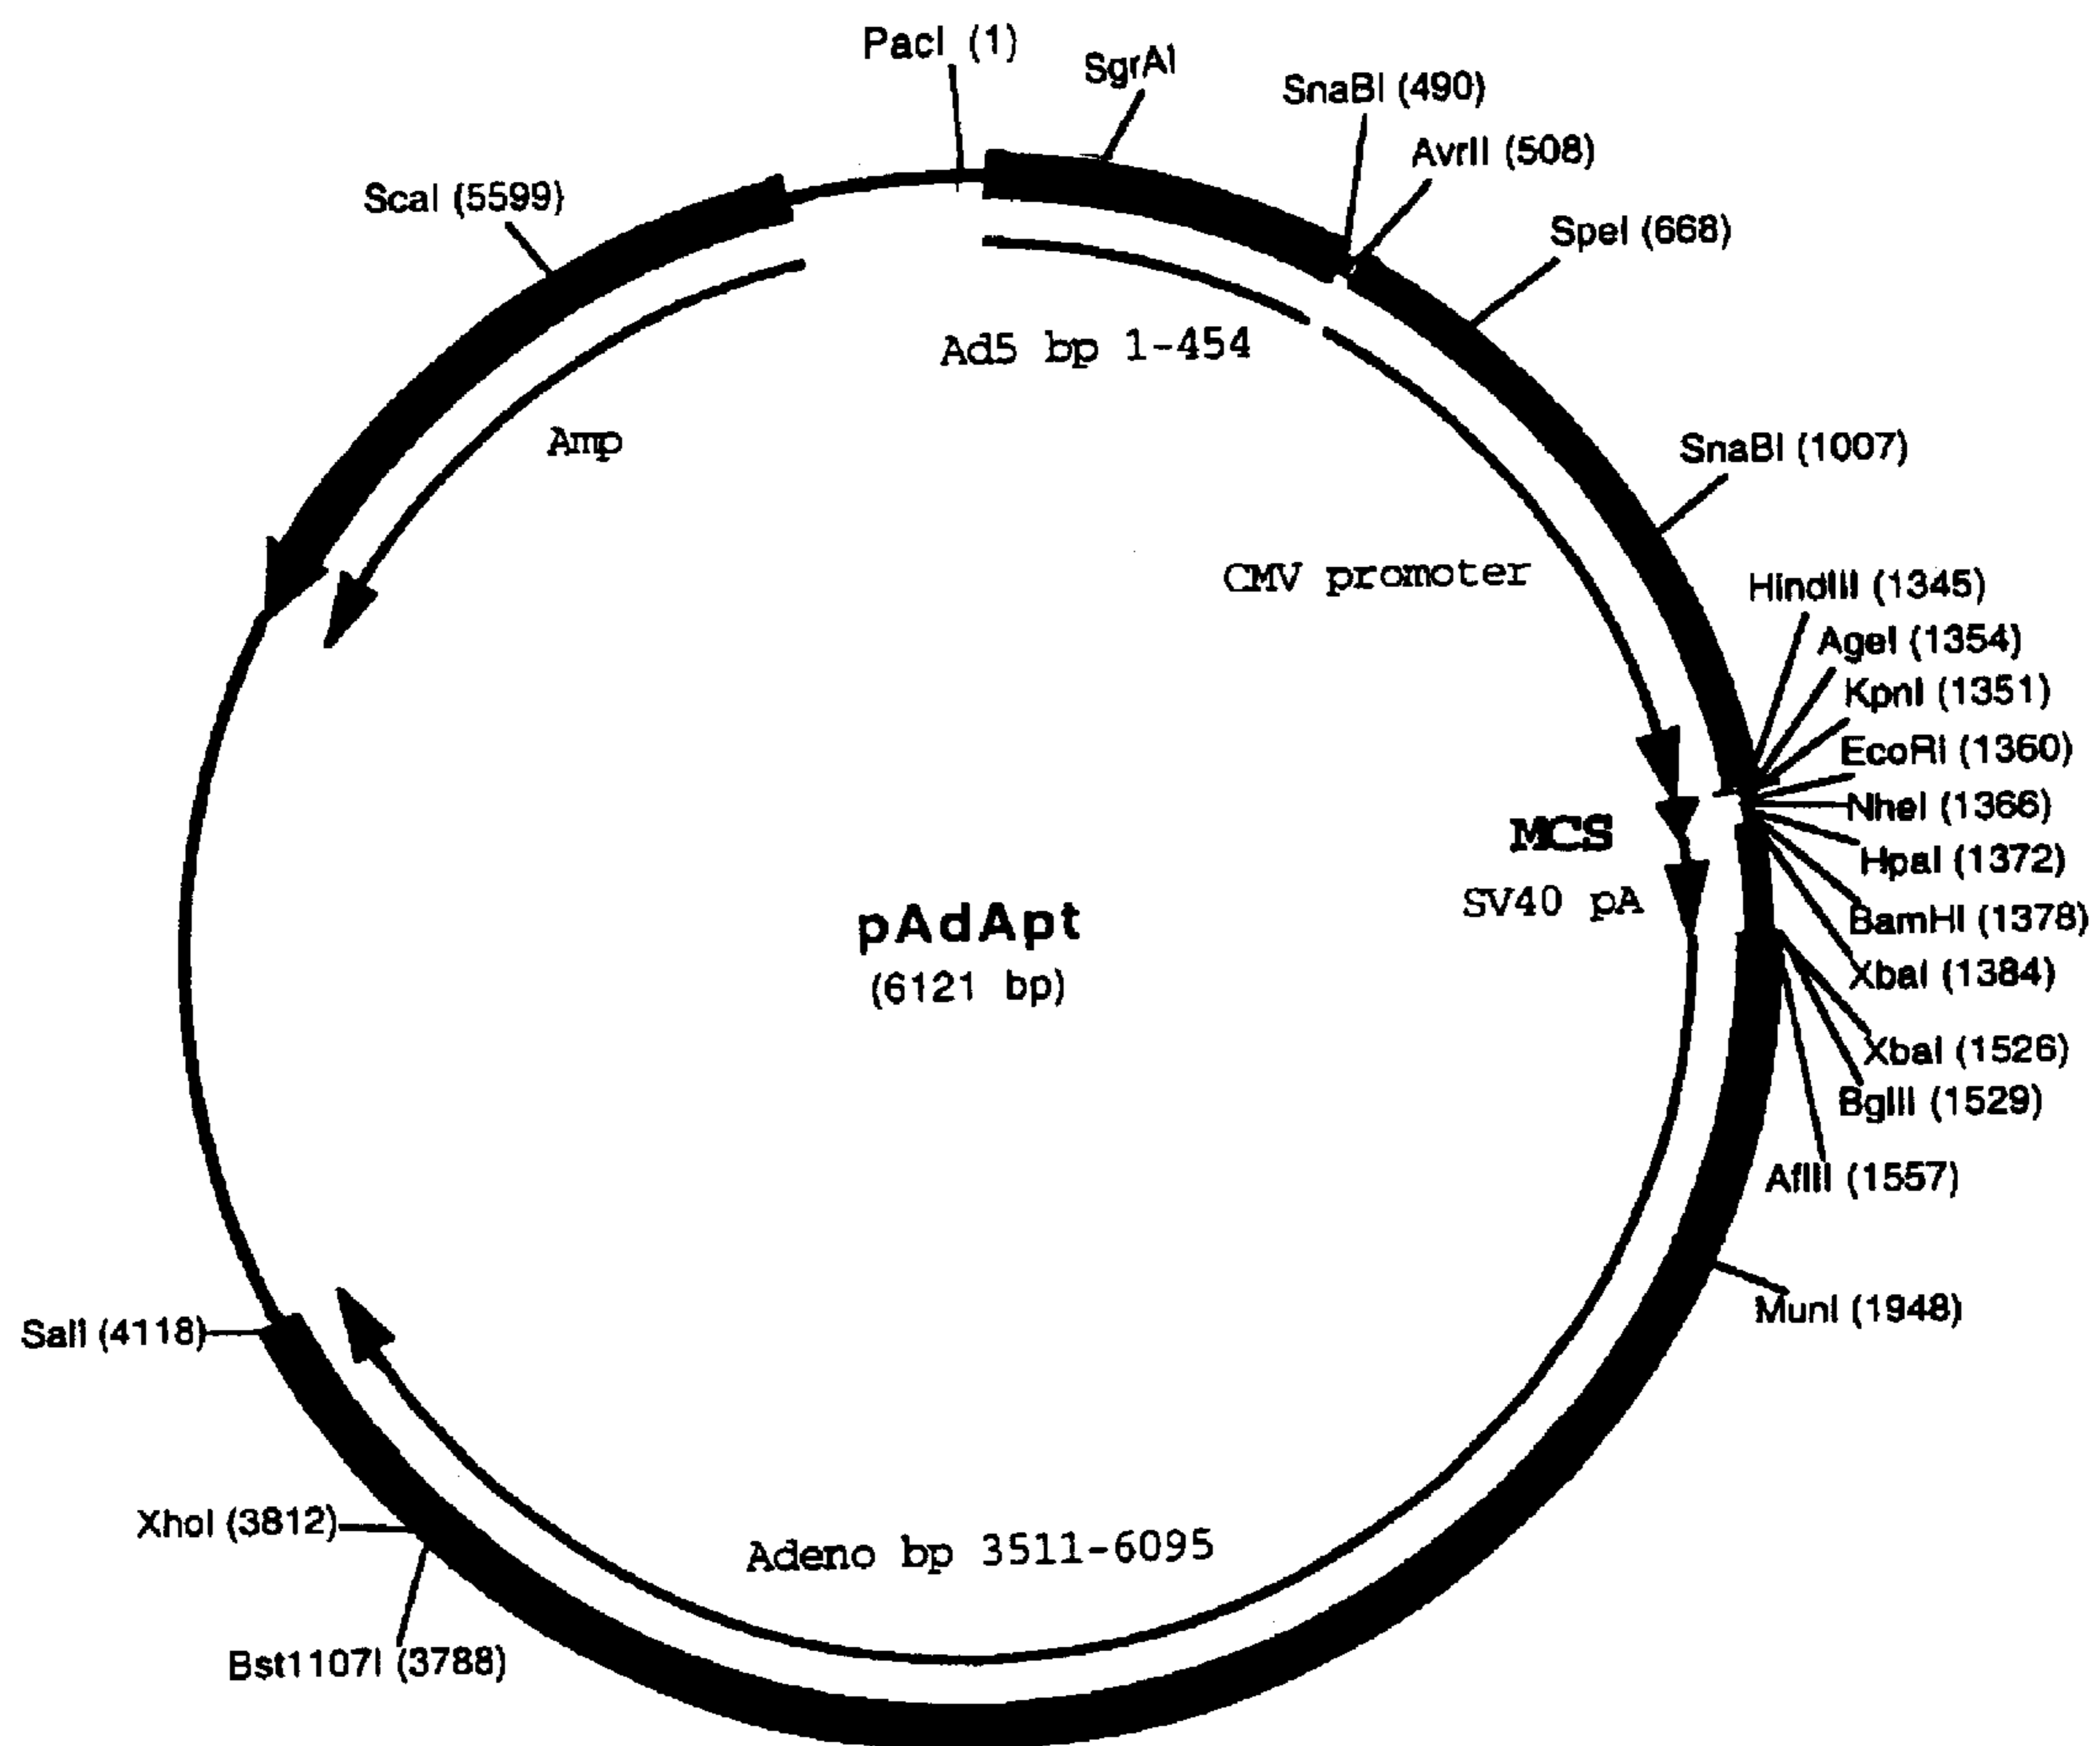 PacI (1)
SgrAI
SnaBI (490)
AvrII (508)
ScaI (5599)
SpeI (668)
Ad5 bp 1-454
Amp
SnaBI (1007)
CMV promoter
HindIII (1345)
AgeI (1354)
KpnI (1351)
EcoRI (1360)
NheI (1366)
MCS
HpaI (1372)
SV40 pA
BamHI (1378)
pAdApt
(6121 bp)
XbaI (1384)
XbaI (1526)
BglII (1529)
AflII (1557)
MunI (1948)
SalI (4118)
XhoI (3812)
Adeno bp 3511-6095
Bst1107I (3788)